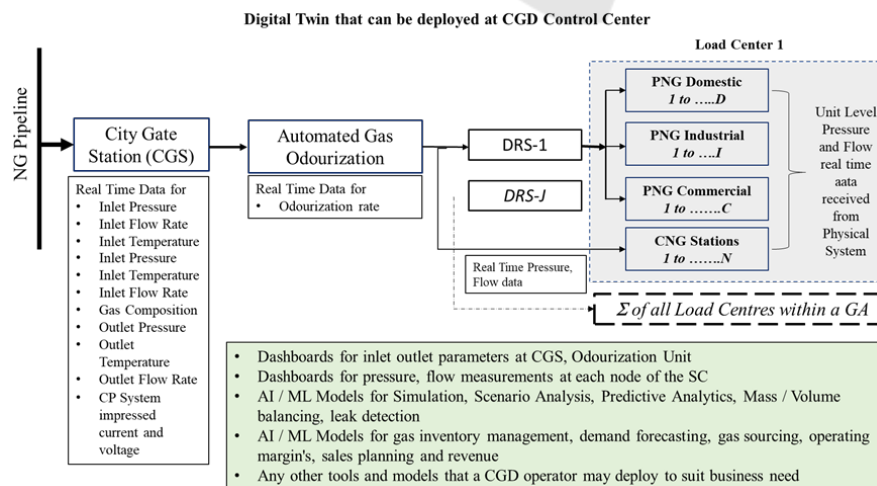 Digital Twin that can be deployed at CGD Control Center
NG Pipeline
City Gate
Station (CGS)
Real Time Data for
• Inlet Pressure
• Inlet Flow Rate
• Inlet Temperature
• Inlet Pressure
• Inlet Temperature
• Inlet Flow Rate
• Gas Composition
• Outlet Pressure
• Outlet
Temperature
• Outlet Flow Rate
• CP System
impressed
current and
voltage
Automated Gas
Odourization
Real Time Data for
• Odourization rate
DRS-1
DRS-J
Real Time Pressure,
Flow data
Load Center 1
PNG Domestic
1 to …..D
PNG Industrial
1 to ….I
PNG Commercial
1 to …….C
CNG Stations
1 to …….N
Unit Level
Pressure
and Flow
real time
aata
received
from
Physical
System
Σ of all Load Centres within a GA
• Dashboards for inlet outlet parameters at CGS, Odourization Unit
• Dashboards for pressure, flow measurements at each node of the SC
• AI / ML Models for Simulation, Scenario Analysis, Predictive Analytics, Mass / Volume
balancing, leak detection
• AI / ML Models for gas inventory management, demand forecasting, gas sourcing, operating
margin's, sales planning and revenue
• Any other tools and models that a CGD operator may deploy to suit business need